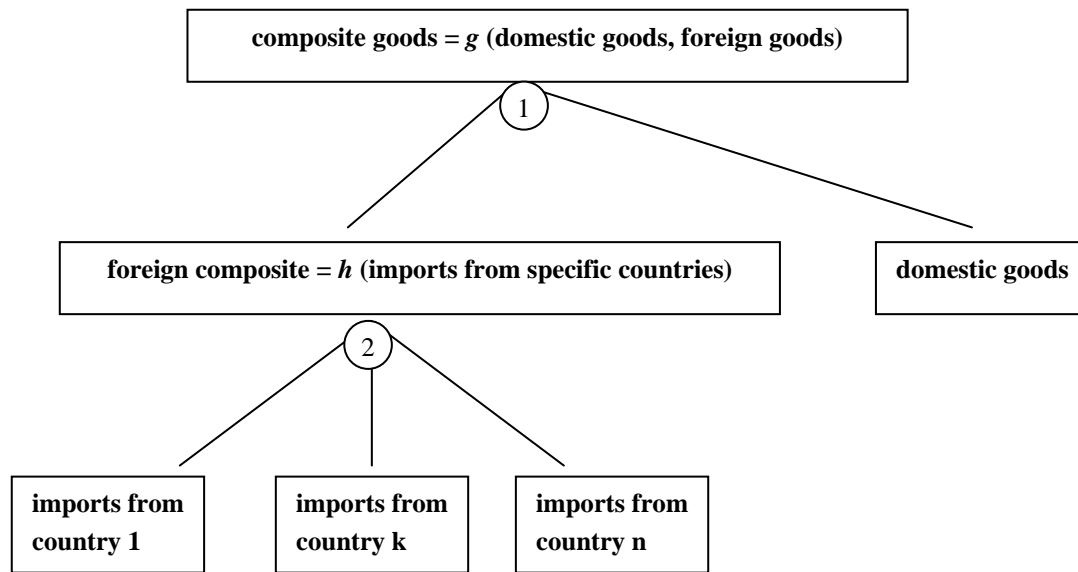 composite goods = g (domestic goods, foreign goods)
1
foreign composite = h (imports from specific countries)
domestic goods
2
imports from
country 1
imports from
country k
imports from
country n